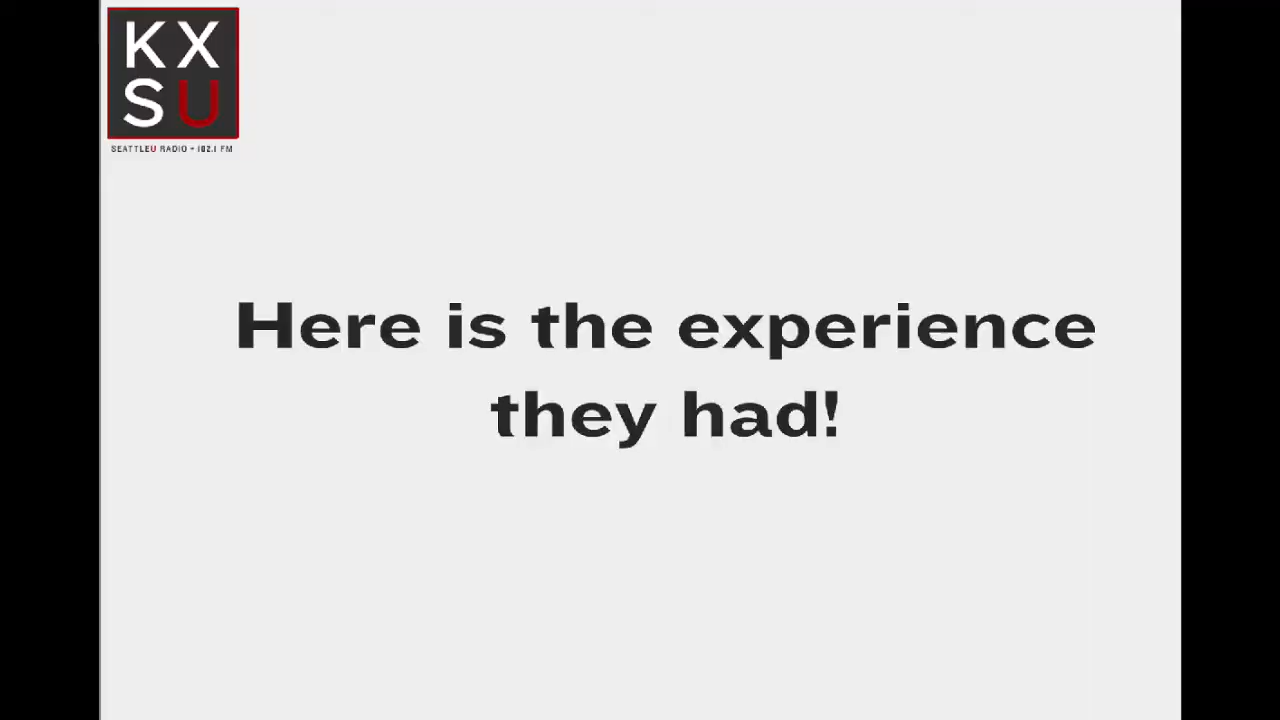 KX
SU
SEATTLEU RADIO • 102.1 FM
Here is the experience
they had!